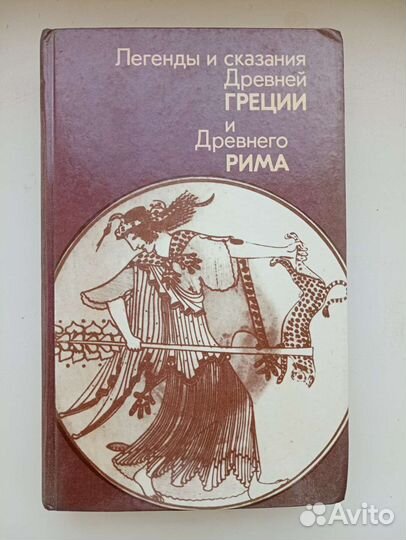 Легенды и сказания
Древней
ГРЕЦИИ
и
Древнего
РИМА
Avito